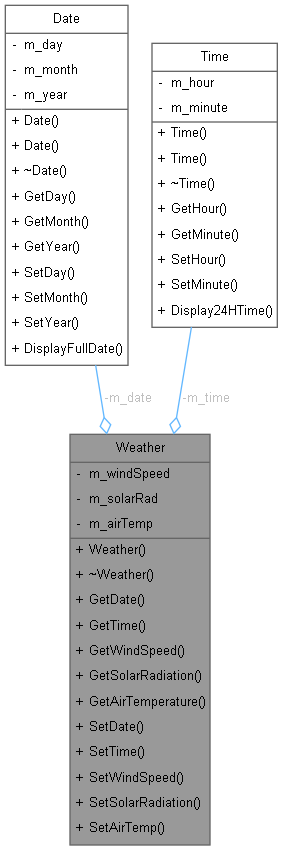 Date
- m_day
- m_month
- m_year
+ Date()
+ Date()
+ ~Date()
+ GetDay()
+ GetMonth()
+ GetYear()
+ SetDay()
+ SetMonth()
+ SetYear()
+ DisplayFullDate()
Time
- m_hour
- m_minute
+ Time()
+ Time()
+ ~Time()
+ GetHour()
+ GetMinute()
+ SetHour()
+ SetMinute()
+ Display24HTime()
-m_date
-m_time
Weather
- m_windSpeed
- m_solarRad
- m_airTemp
+ Weather()
+ ~Weather()
+ GetDate()
+ GetTime()
+ GetWindSpeed()
+ GetSolarRadiation()
+ GetAirTemperature()
+ SetDate()
+ SetTime()
+ SetWindSpeed()
+ SetSolarRadiation()
+ SetAirTemp()